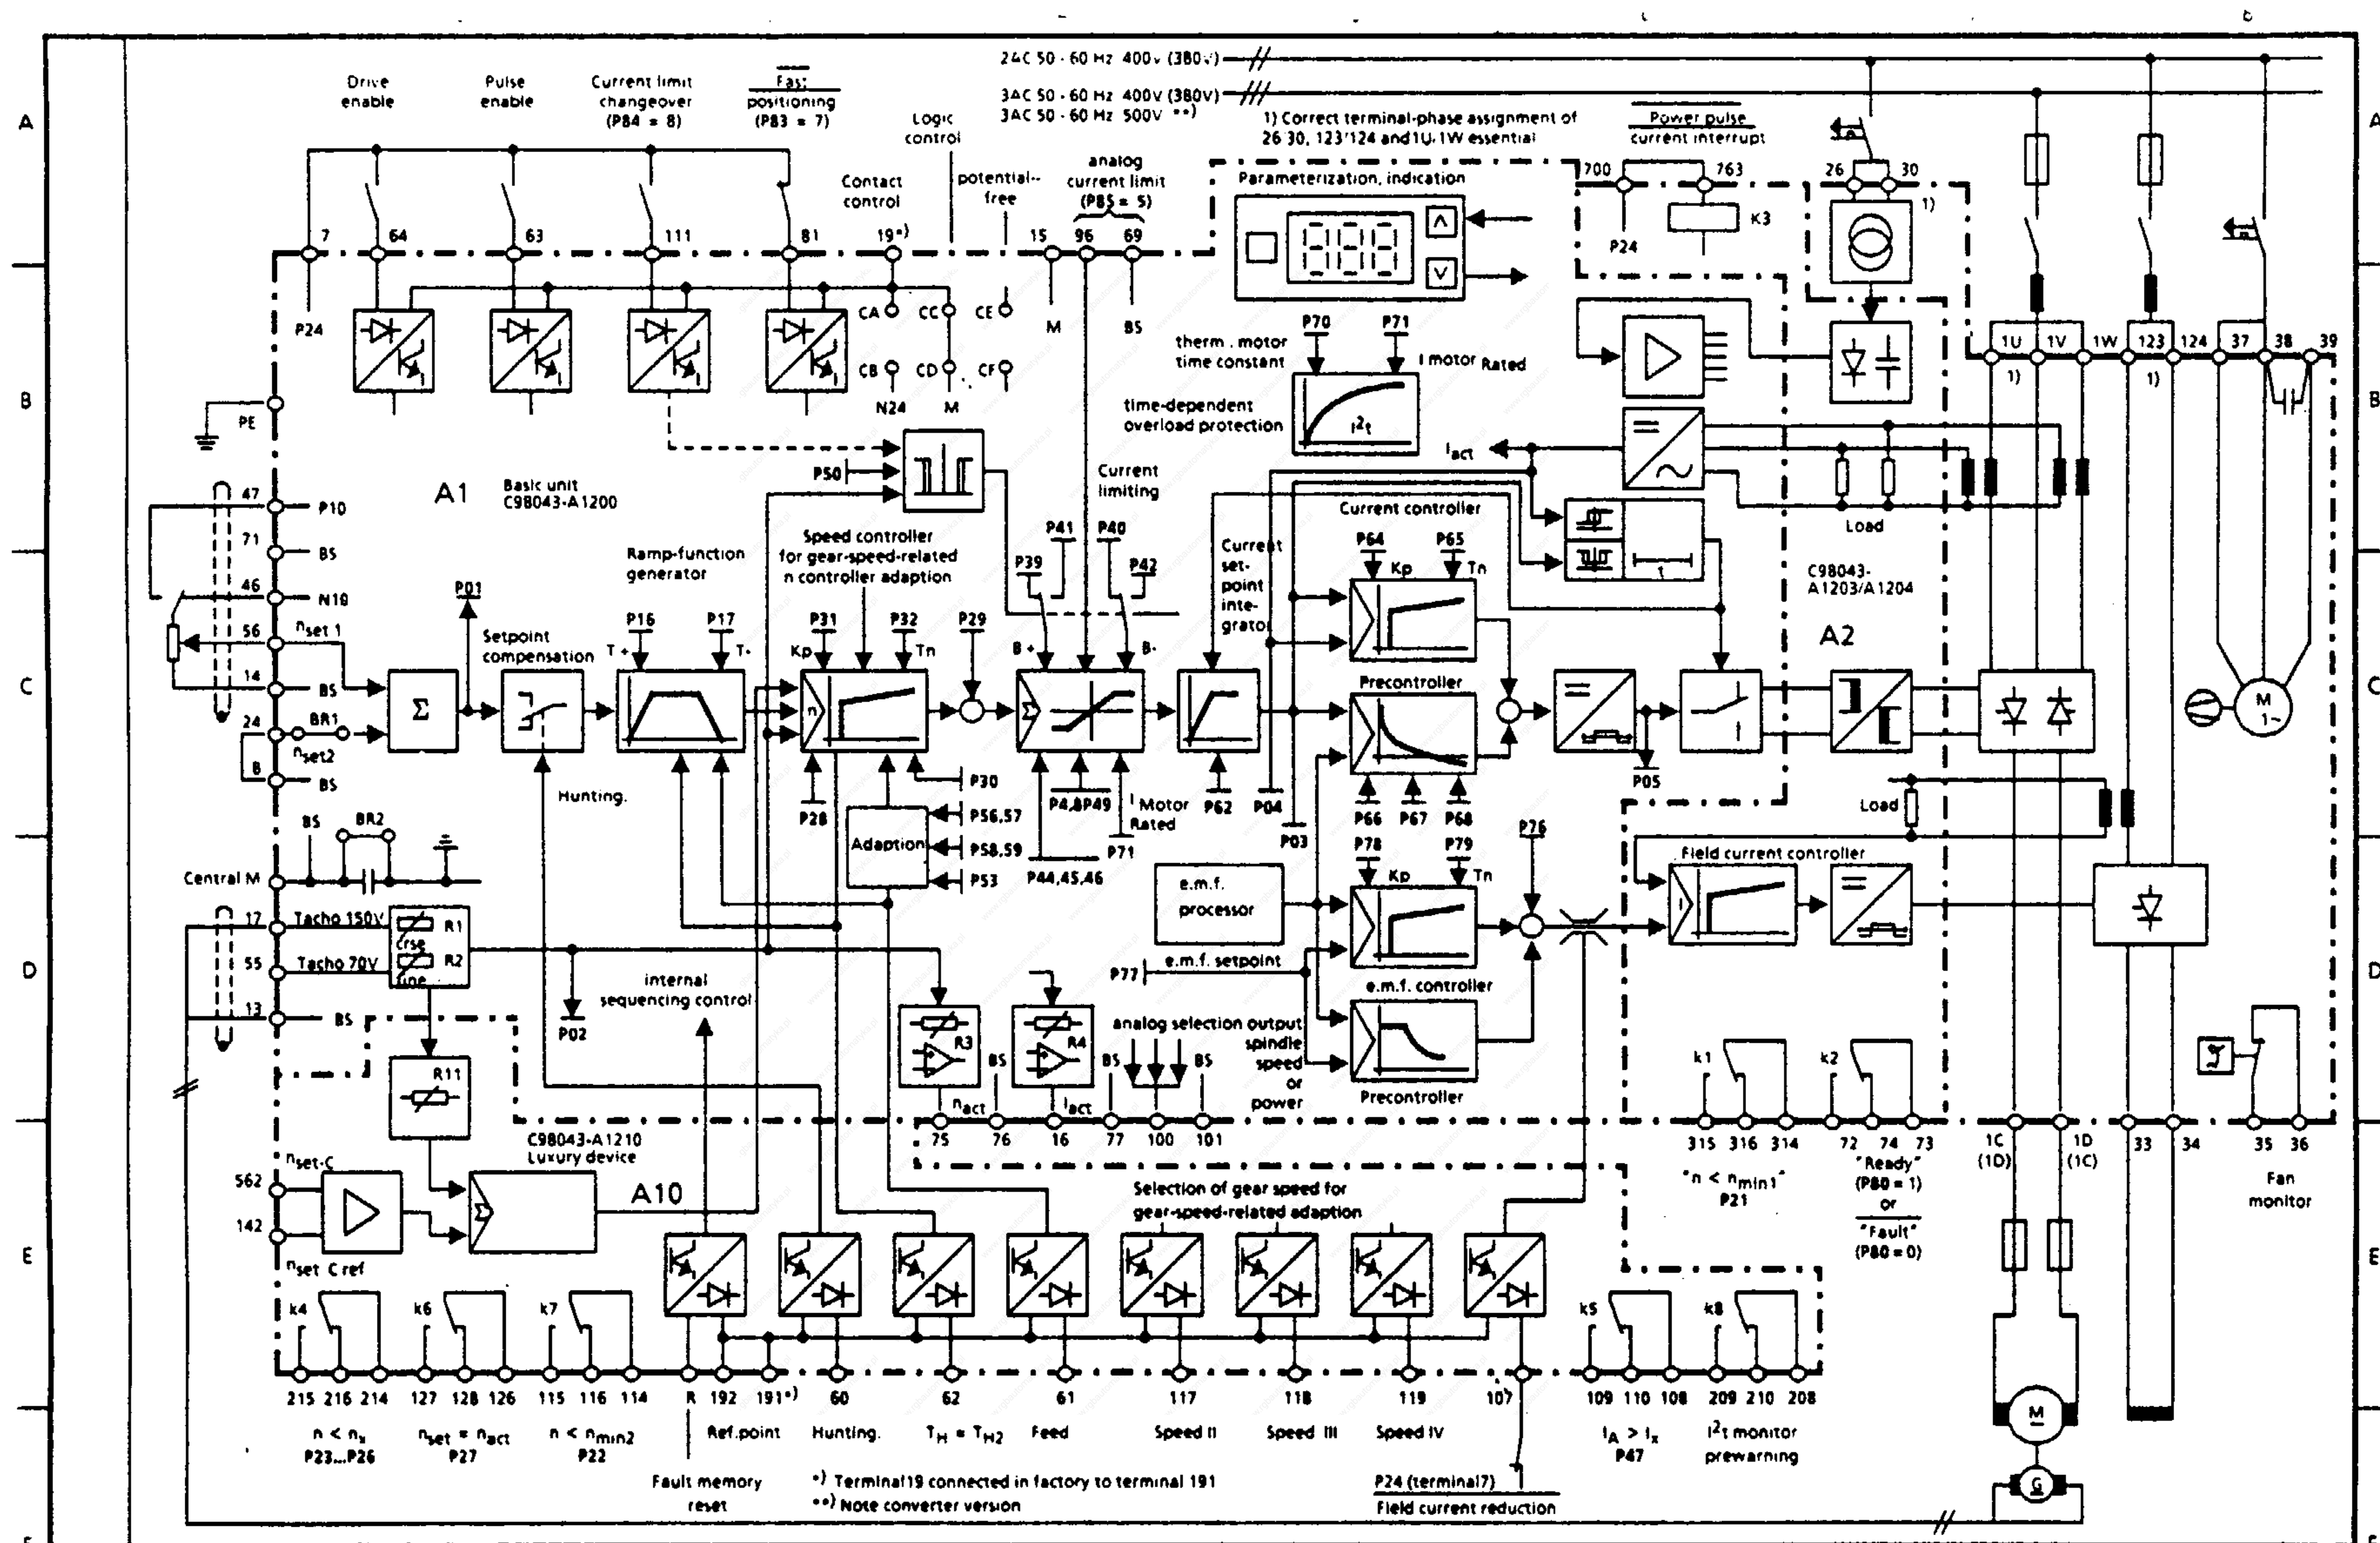 2AC 50 - 60 Hz 400v (380v)
3AC 50 - 60 Hz 400V (380V)
3AC 50 - 60 Hz 500V **)
Drive
enable
Pulse
enable
Current limit
changeover
(P84 = 8)
Fast
positioning
(P83 = 7)
Logic
control
Contact
control
potential-
free
analog
current limit
(P85 = 5)
1) Correct terminal-phase assignment of
26/30, 123/124 and 1U, 1W essential
Parameterization, indication
Power pulse
current interrupt
A
A
700
763
26
30
1)
K3
P24
7
64
63
111
81
19*)
15
96
69
P24
CA
CC
CE
M
BS
CB
CD
CF
N24
M
P70
P71
therm. motor
time constant
I motor Rated
time-dependent
overload protection
I²t
1U
1V
1W
123
124
37
38
39
1)
1)
B
B
PE
A1
Basic unit
C98043-A1200
P50
Current
limiting
Iact
Load
47
P10
71
BS
46
N10
56
nset 1
14
BS
24
BR1
nset2
8
BS
P01
Setpoint
compensation
Ramp-function
generator
Speed controller
for gear-speed-related
n controller adaption
P41
P40
P39
P42
Current
set-
point
inte-
grator
Current controller
P64
P65
Kp
Tn
C98043-
A1203/A1204
A2
P16
P17
T +
T-
P31
P32
Kp
Tn
P29
B +
B-
C
C
Σ
n
Σ
Precontroller
M
1~
Hunting.
P28
P30
P4,8P49
I Motor
Rated
P62
P04
P66
P67
P68
P05
Load
P56,57
Adaption
P58,59
P53
P71
P44,45,46
P03
P78
P79
P76
Kp
Tn
Field current controller
BS
BR2
Central M
17
Tacho 150V
R1
crse
R2
fine
55
Tacho 70V
13
BS
e.m.f.
processor
P77
e.m.f. setpoint
e.m.f. controller
D
D
P02
internal
sequencing control
R3
R4
BS
analog selection output
spindle
speed
or
power
BS
BS
Precontroller
nact
Iact
75
76
16
77
100
101
R11
C98043-A1210
Luxury device
A10
k1
k2
315
316
314
72
74
73
"n < nmin1"
P21
"Ready"
(P80 = 1)
or
"Fault"
(P80 = 0)
1C
(1D)
1D
(1C)
33
34
35
36
Fan
monitor
nset-C
562
142
nset C ref
Σ
Selection of gear speed for
gear-speed-related adaption
E
E
k4
k6
k7
k5
k8
215
216
214
127
128
126
115
116
114
R
192
191*)
60
62
61
117
118
119
107
109
110
108
209
210
208
n < nx
P23...P26
nset = nact
P27
n < nmin2
P22
Ref.point
Hunting.
TH = TH2
Feed
Speed II
Speed III
Speed IV
IA > Ix
P47
I²t monitor
prewarning
M
G
Fault memory
reset
*) Terminal19 connected in factory to terminal 191
**) Note converter version
P24 (terminal7)
Field current reduction